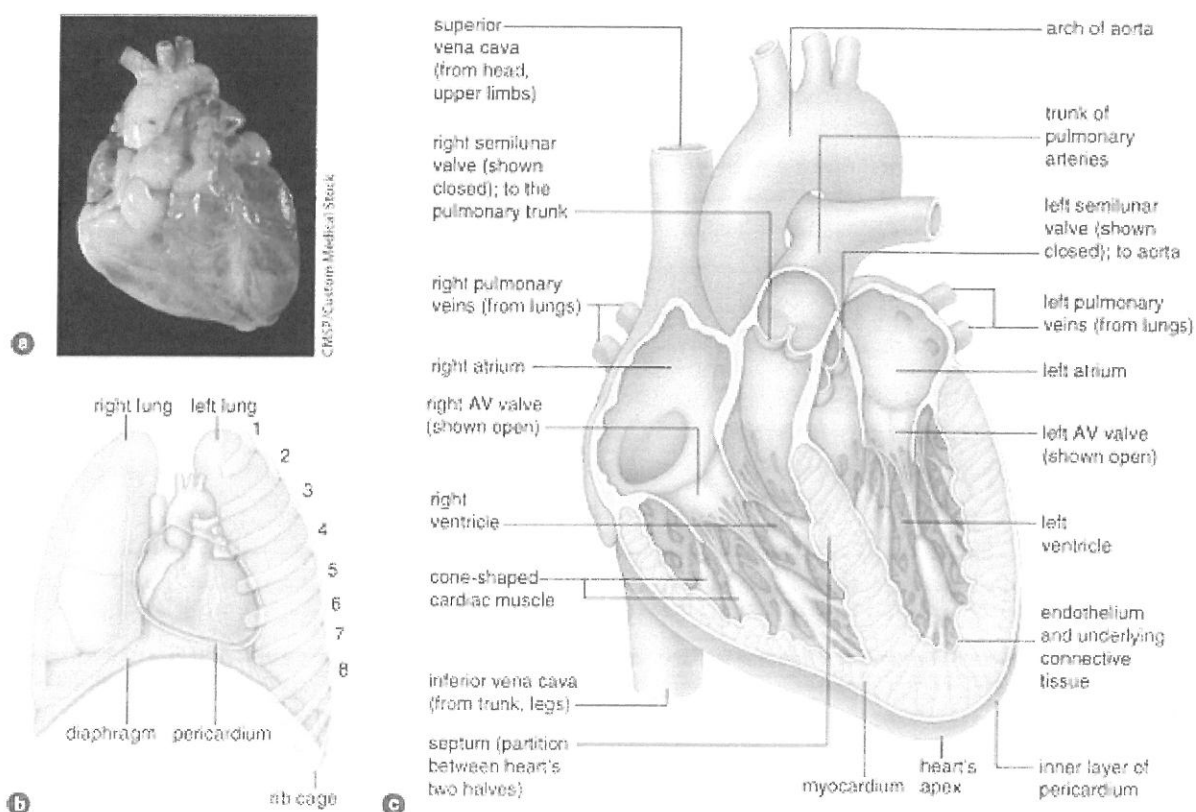 a
CMSP/Custom Medical Stock
right lung
left lung
1
2
3
4
5
6
7
8
diaphragm
pericardium
rib cage
b
superior
vena cava
(from head,
upper limbs)
right semilunar
valve (shown
closed); to the
pulmonary trunk
right pulmonary
veins (from lungs)
right atrium
right AV valve
(shown open)
right
ventricle
cone-shaped
cardiac muscle
inferior vena cava
(from trunk, legs)
septum (partition
between heart's
two halves)
c
arch of aorta
trunk of
pulmonary
arteries
left semilunar
valve (shown
closed); to aorta
left pulmonary
veins (from lungs)
left atrium
left AV valve
(shown open)
left
ventricle
endothelium
and underlying
connective
tissue
inner layer of
pericardium
myocardium
heart's
apex